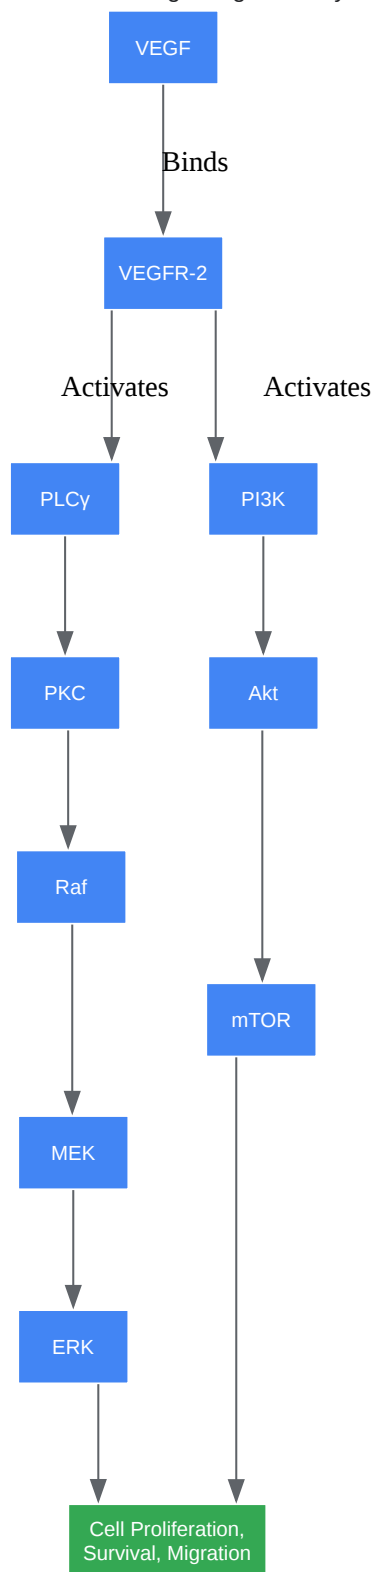 VEGF
Binds
VEGFR-2
Activates Activates
PLCγ PI3K
PKC Akt
Raf
mTOR
MEK
ERK
Cell Proliferation,
Survival, Migration